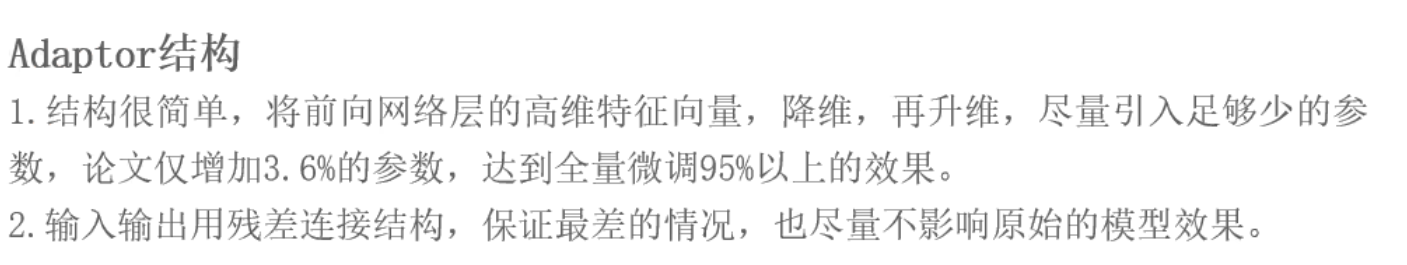 Adaptor结构
1.结构很简单，将前向网络层的高维特征向量，降维，再升维，尽量引入足够少的参
数，论文仅增加3.6%的参数，达到全量微调95%以上的效果。
2.输入输出用残差连接结构，保证最差的情况，也尽量不影响原始的模型效果。